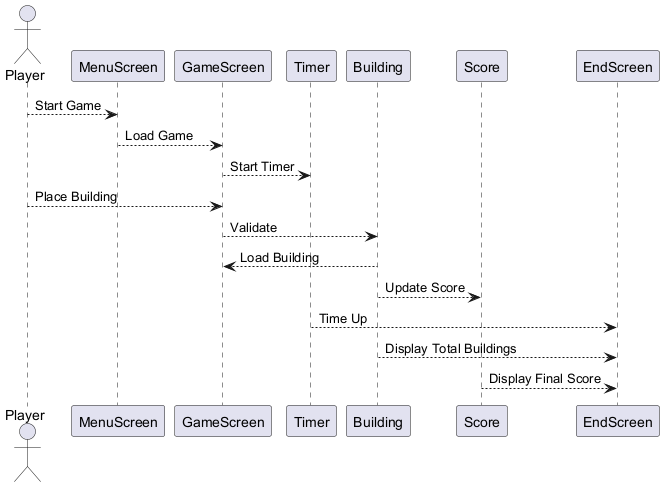 Player
MenuScreen
GameScreen
Timer
Building
Score
EndScreen
Start Game
Load Game
Start Timer
Place Building
Validate
Load Building
Update Score
Time Up
Display Total Buildings
Display Final Score
Player
MenuScreen
GameScreen
Timer
Building
Score
EndScreen